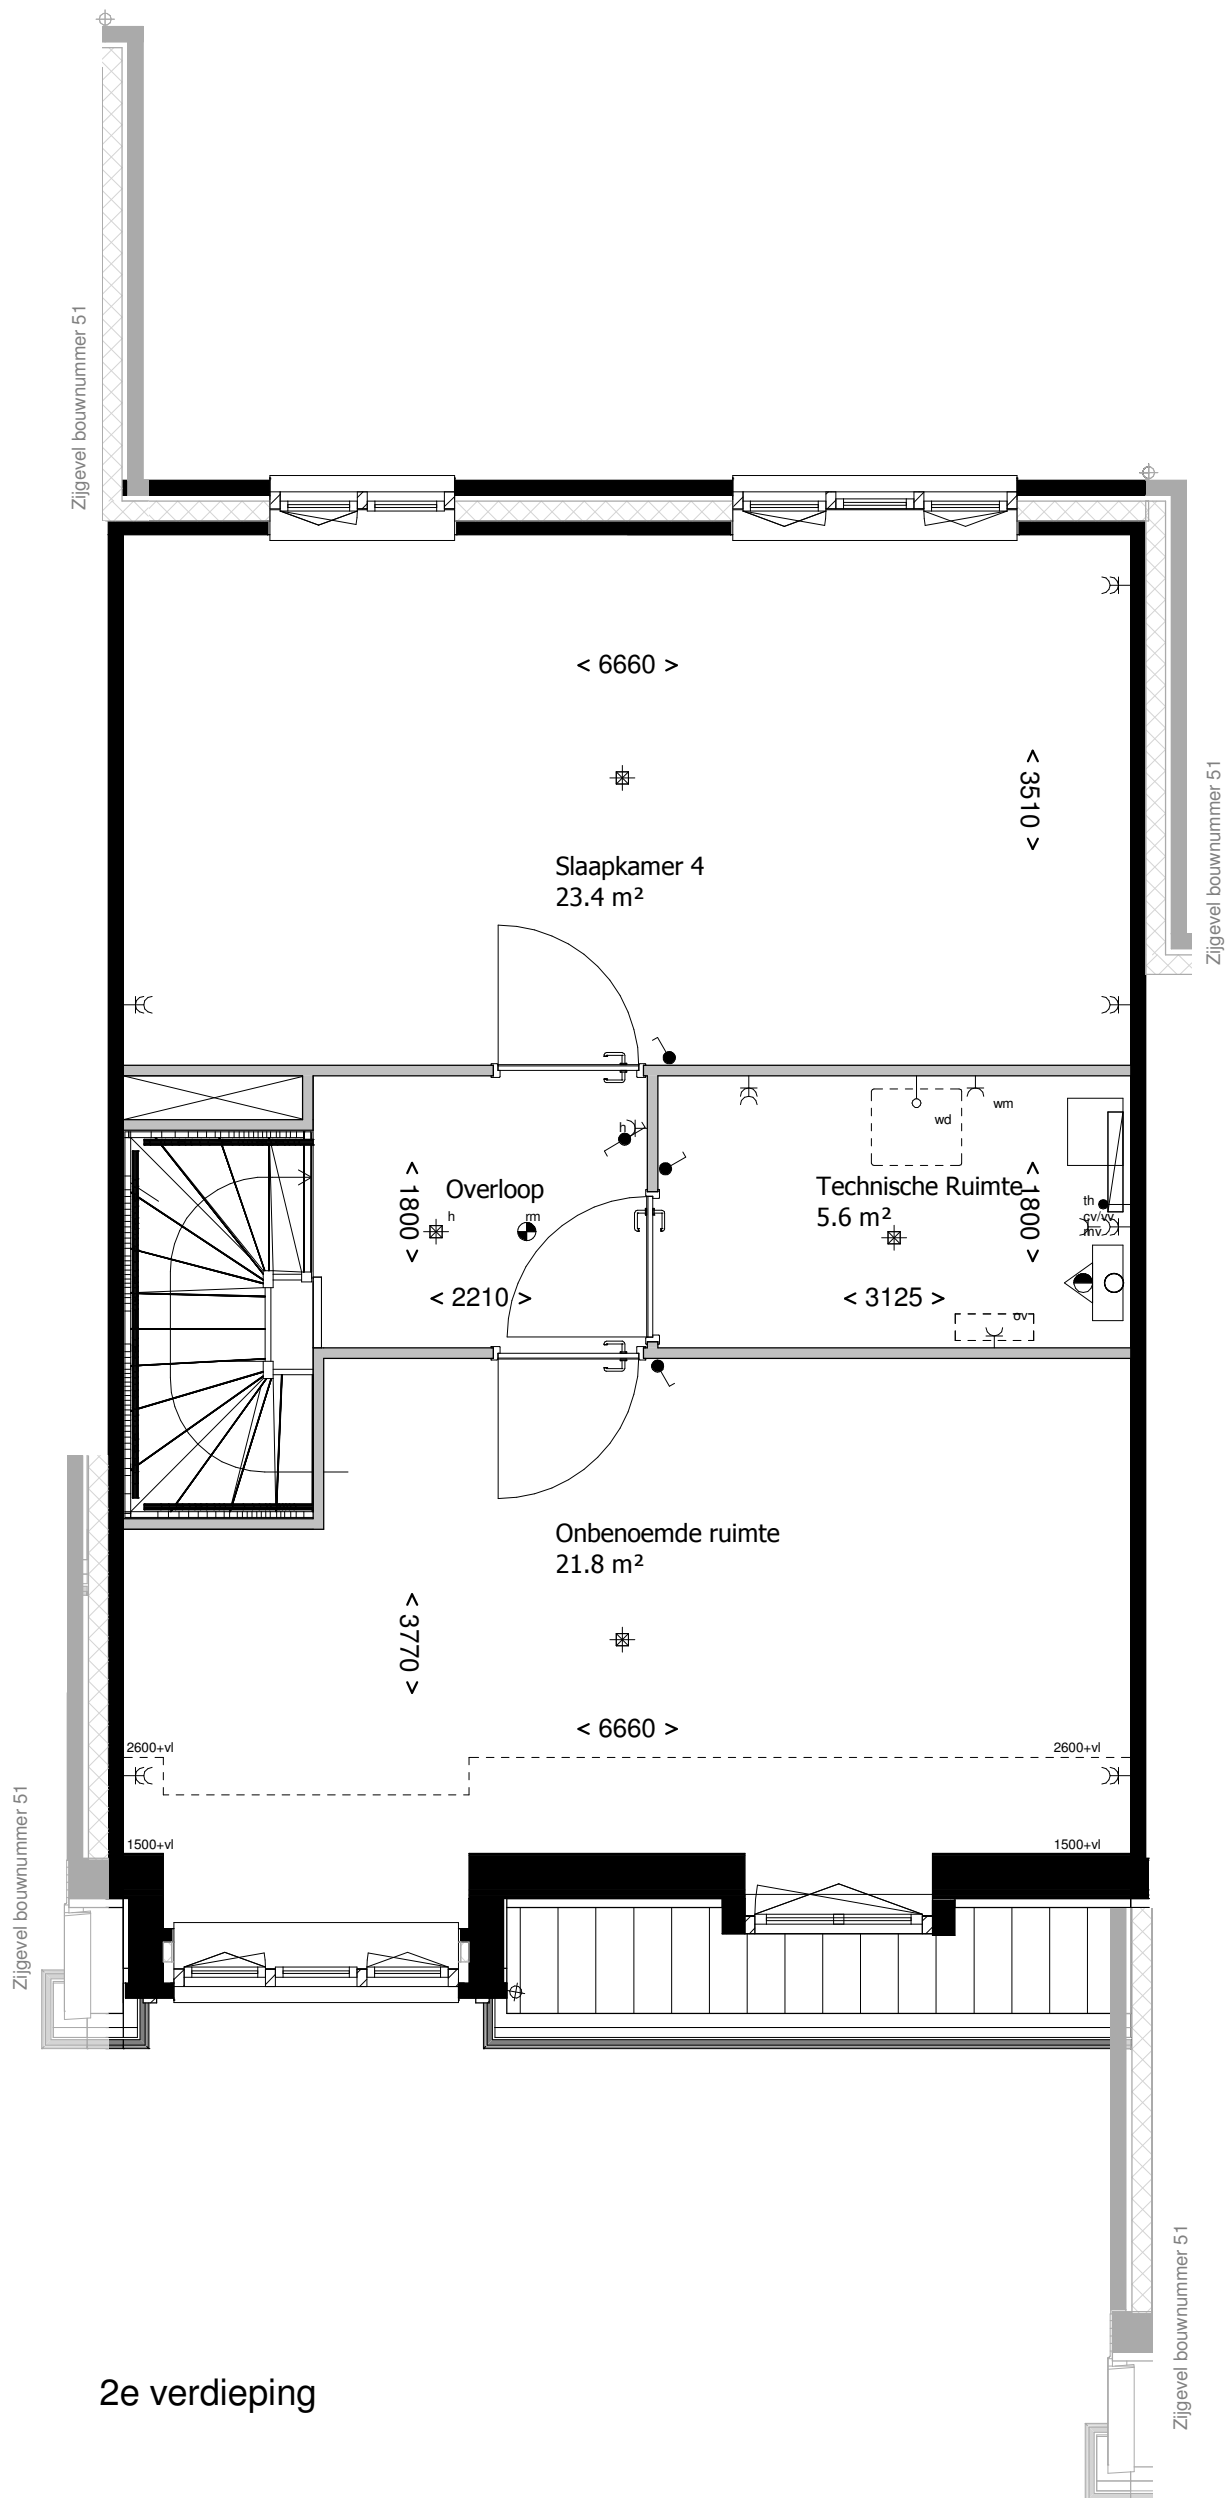 Zijgevel bouwnummer 51
< 6660 >
< 3510 >
Zijgevel bouwnummer 51
Slaapkamer 4
23.4 m²
wm
wd
h
Overloop
h
rm
< 1800 >
< 2210 >
Technische Ruimte
5.6 m²
< 1800 >
th
cv/vv
mv
< 3125 >
ov
Onbenoemde ruimte
21.8 m²
< 3770 >
< 6660 >
2600+vl
2600+vl
1500+vl
1500+vl
Zijgevel bouwnummer 51
Zijgevel bouwnummer 51
2e verdieping